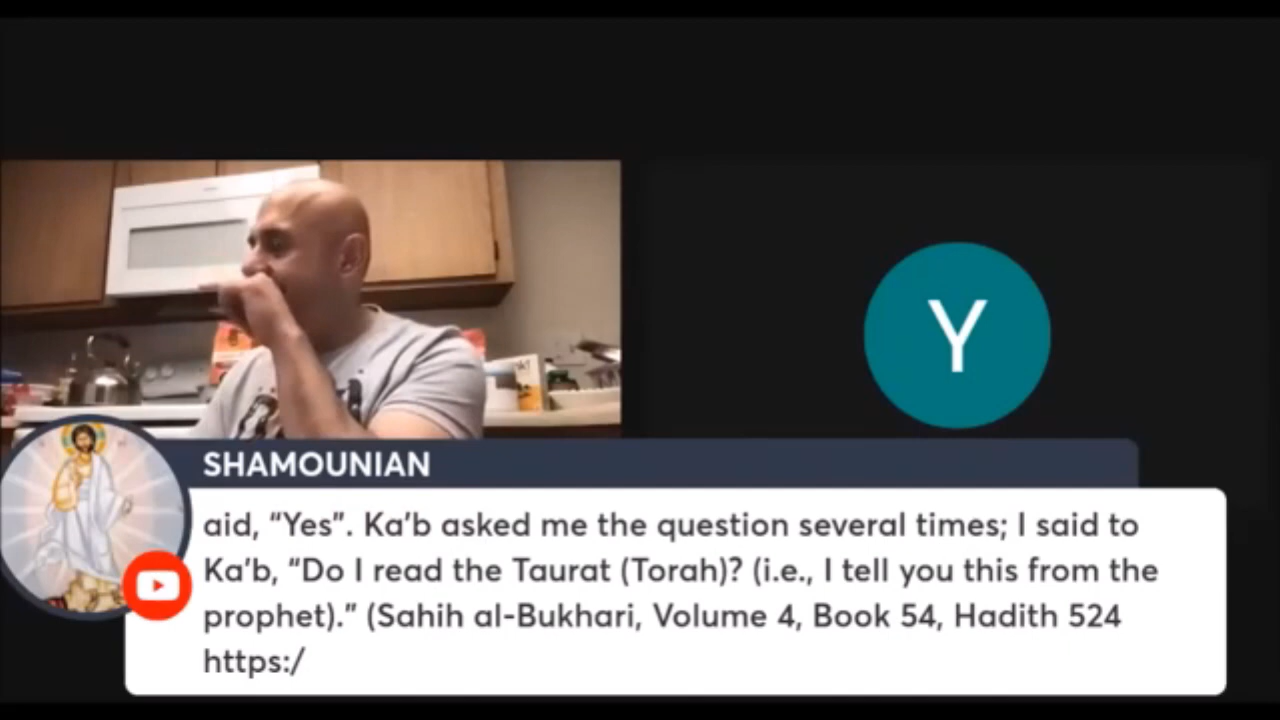 Y
SHAMOUNIAN
aid, “Yes”. Ka’b asked me the question several times; I said to
Ka’b, “Do I read the Taurat (Torah)? (i.e., I tell you this from the
prophet).” (Sahih al-Bukhari, Volume 4, Book 54, Hadith 524
https:/